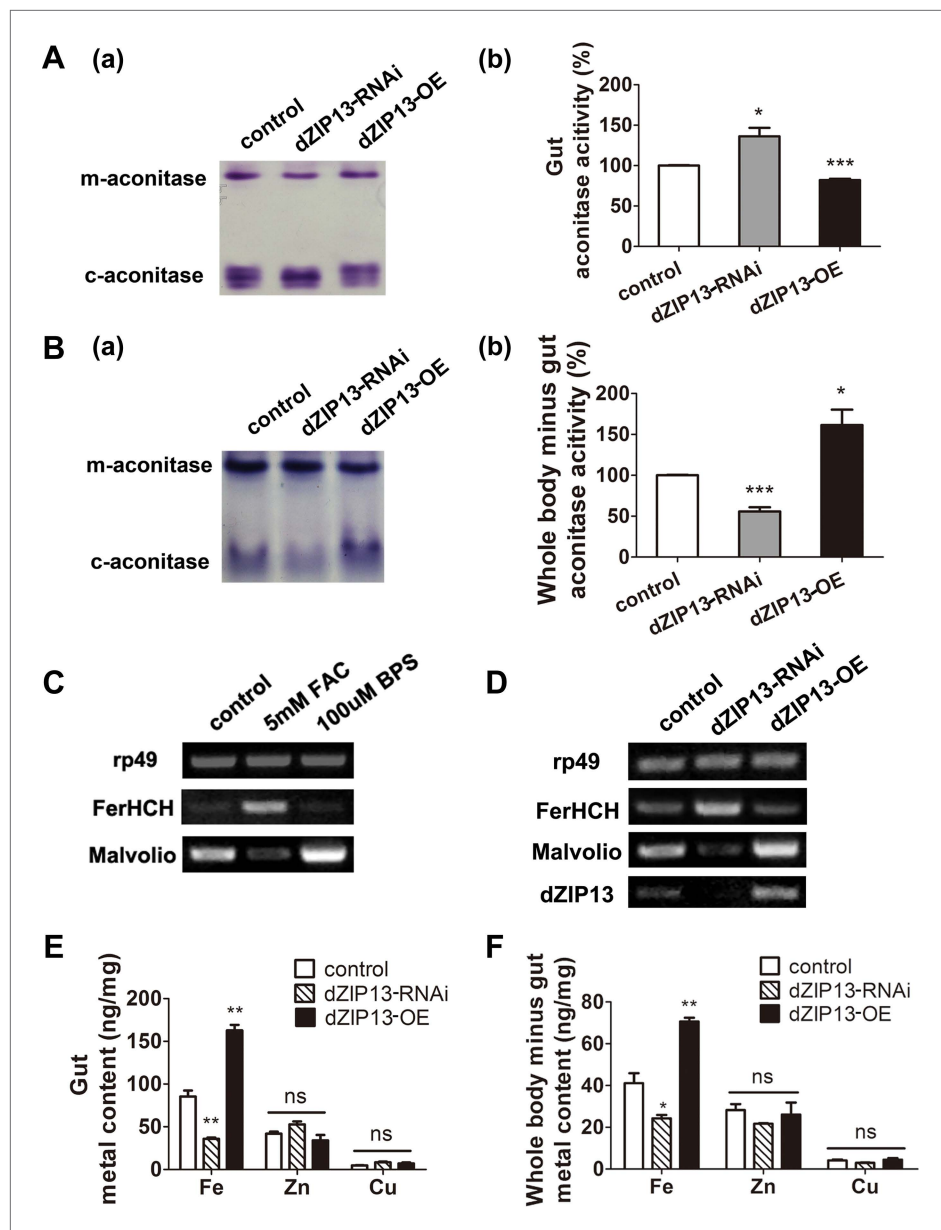 A (a)
control
dZIP13-RNAi
dZIP13-OE
m-aconitase
c-aconitase
(b)
Gut
aconitase acitivity (%)
200
150
100
50
0
*
***
control
dZIP13-RNAi
dZIP13-OE
B (a)
control
dZIP13-RNAi
dZIP13-OE
m-aconitase
c-aconitase
(b)
Whole body minus gut
aconitase acitivity (%)
200
150
100
50
0
***
*
control
dZIP13-RNAi
dZIP13-OE
C
control
5mM FAC
100uM BPS
rp49
FerHCH
Malvolio
D
control
dZIP13-RNAi
dZIP13-OE
rp49
FerHCH
Malvolio
dZIP13
E
control
dZIP13-RNAi
dZIP13-OE
Gut
metal content (ng/mg)
200
150
100
50
0
**
**
ns
ns
Fe Zn Cu
F
control
dZIP13-RNAi
dZIP13-OE
Whole body minus gut
metal content (ng/mg)
80
60
40
20
0
*
**
ns
ns
Fe Zn Cu